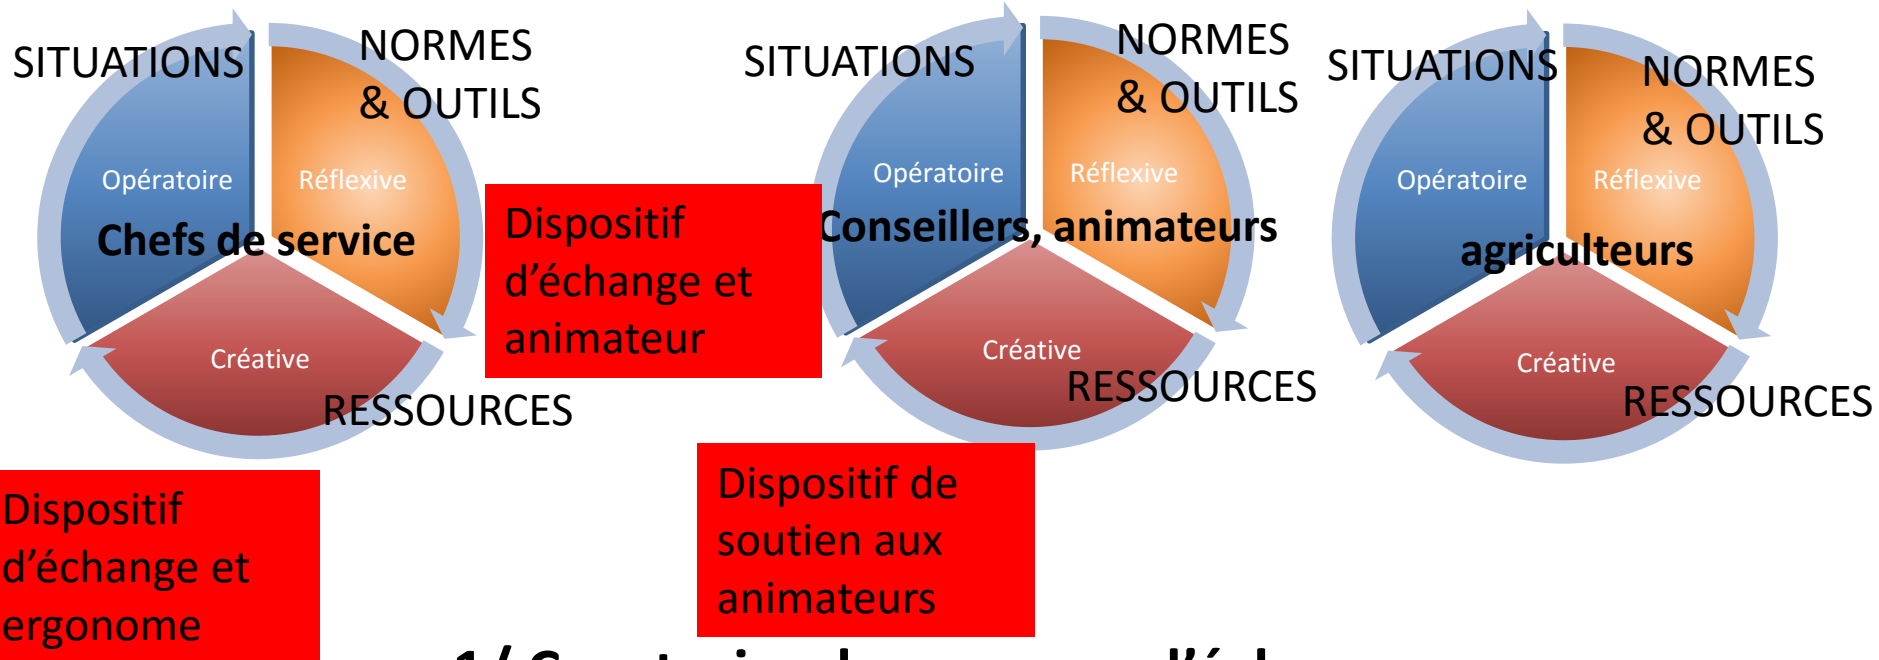 SITUATIONS
NORMES
& OUTILS
Opératoire
Réflexive
Chefs de service
Créative
RESSOURCES
Dispositif
d’échange et
animateur
SITUATIONS
NORMES
& OUTILS
Opératoire
Réflexive
Conseillers, animateurs
Créative
RESSOURCES
SITUATIONS
NORMES
& OUTILS
Opératoire
Réflexive
agriculteurs
Créative
RESSOURCES
Dispositif
d’échange et
ergonome
Dispositif de
soutien aux
animateurs